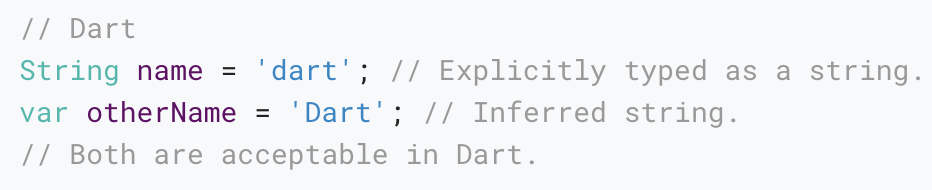 // Dart
String name = 'dart'; // Explicitly typed as a string.
var otherName = 'Dart'; // Inferred string.
// Both are acceptable in Dart.